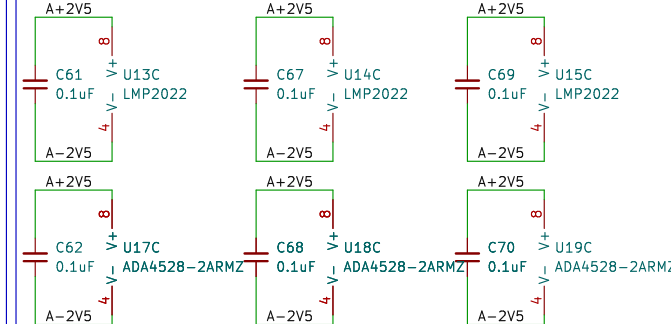 A+2V5 A+2V5 A+2V5
8 8 8
C61 V+ U13C C67 V+ U14C C69 V+ U15C
0.1uF V- LMP2022 0.1uF V- LMP2022 0.1uF V- LMP2022
4 4 4
A-2V5 A-2V5 A-2V5
A+2V5 A+2V5 A+2V5
8 8 8
C62 V+ U17C C68 V+ U18C C70 V+ U19C
0.1uF V- ADA4528-2ARMZ 0.1uF V- ADA4528-2ARMZ 0.1uF V- ADA4528-2ARMZ
4 4 4
A-2V5 A-2V5 A-2V5